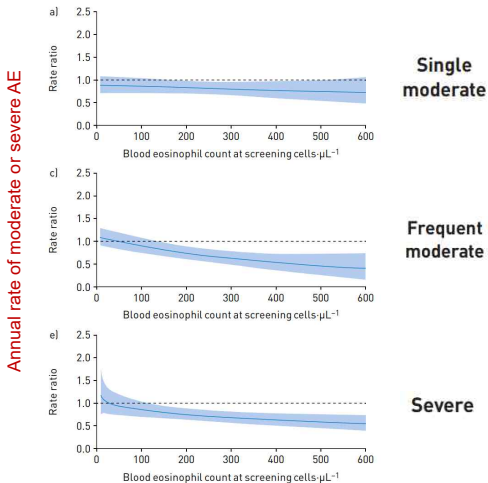 Annual rate of moderate or severe AE
a)
Rate ratio
2.5
2.0
1.5
1.0
0.5
0.0
0 100 200 300 400 500 600
Blood eosinophil count at screening cells·µL⁻¹
Single
moderate
c)
Rate ratio
2.5
2.0
1.5
1.0
0.5
0.0
0 100 200 300 400 500 600
Blood eosinophil count at screening cells·µL⁻¹
Frequent
moderate
e)
Rate ratio
2.5
2.0
1.5
1.0
0.5
0.0
0 100 200 300 400 500 600
Blood eosinophil count at screening cells·µL⁻¹
Severe